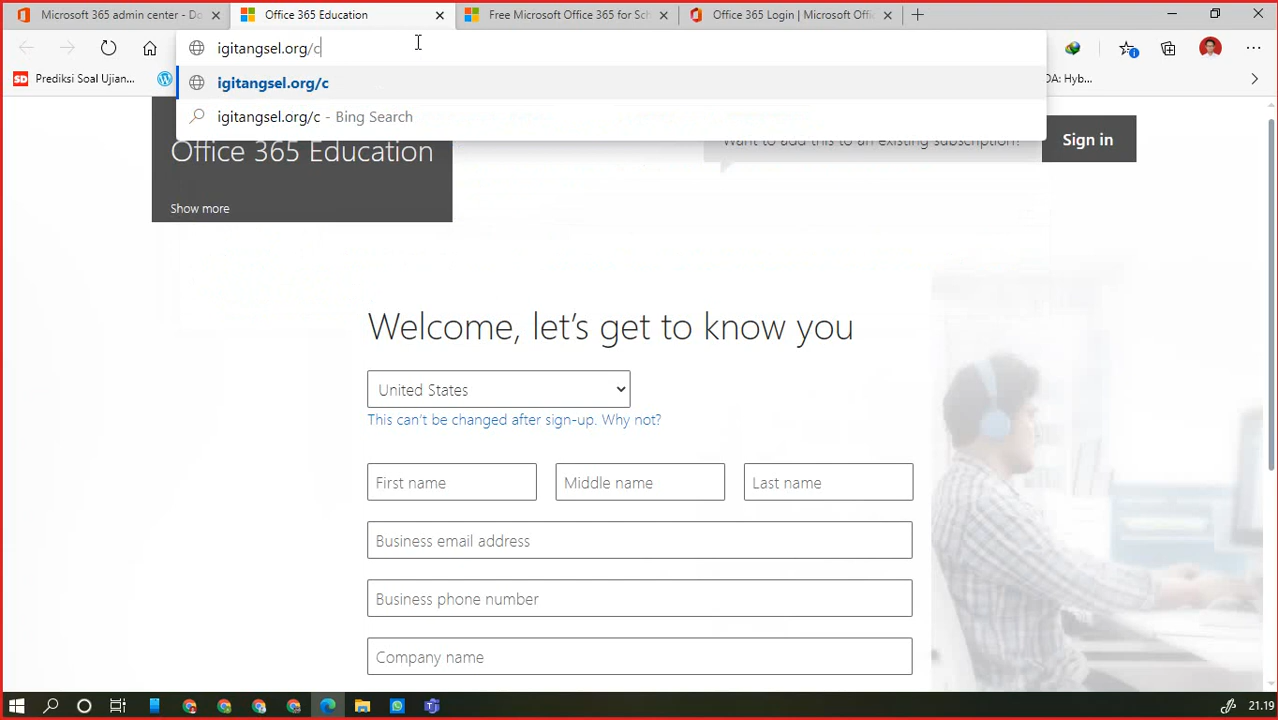 Microsoft 365 admin center - Do
Office 365 Education
Free Microsoft Office 365 for Sch
Office 365 Login | Microsoft Offi
igitangsel.org/c
SD Prediksi Soal Ujian...
DA: Hyb...
igitangsel.org/c
igitangsel.org/c - Bing Search
Office 365 Education
Want to add this to an existing subscription?
Sign in
Show more
Welcome, let's get to know you
United States
This can't be changed after sign-up. Why not?
First name
Middle name
Last name
Business email address
Business phone number
Company name
21.19